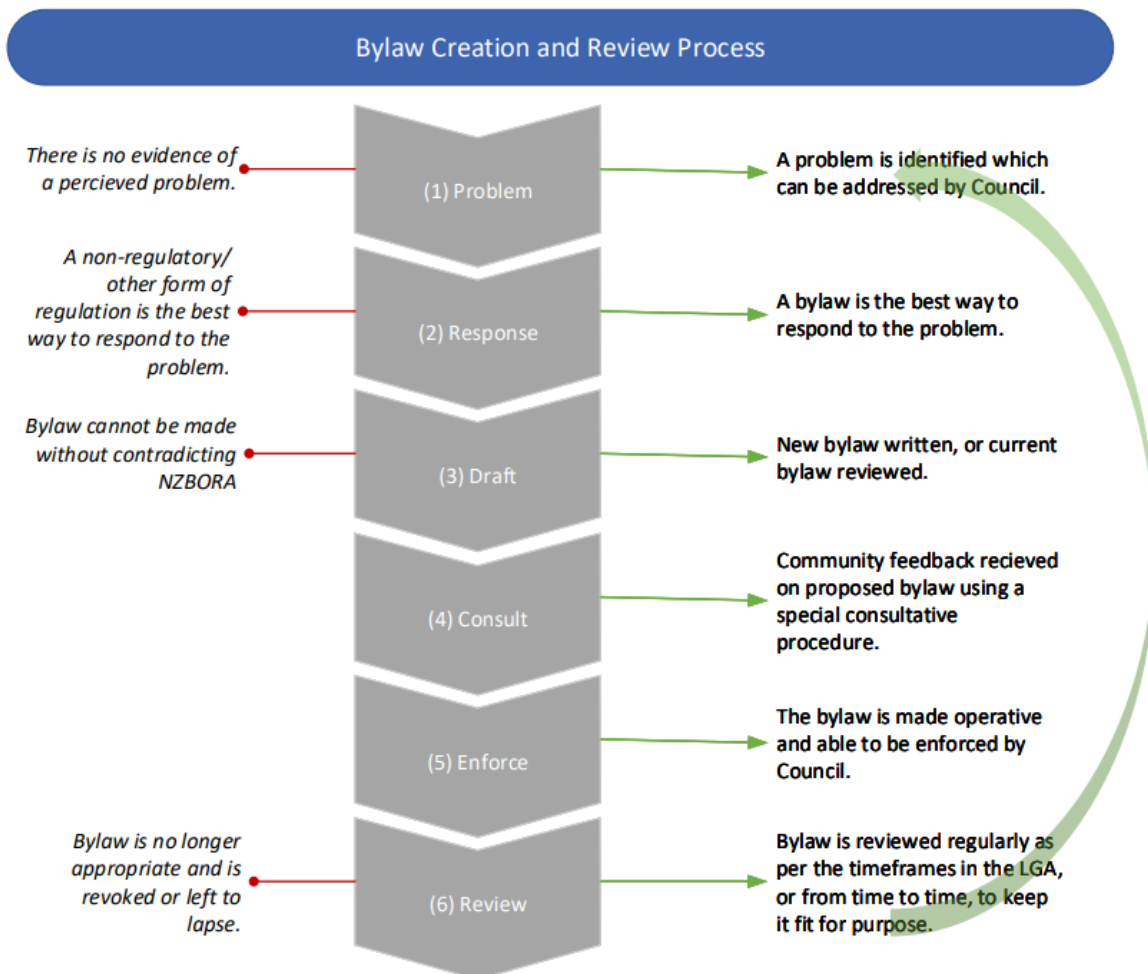 Bylaw Creation and Review Process
There is no evidence of
a percieved problem.
(1) Problem
A problem is identified which
can be addressed by Council.
A non-regulatory/
other form of
regulation is the best
way to respond to the
problem.
(2) Response
A bylaw is the best way to
respond to the problem.
Bylaw cannot be made
without contradicting
NZBORA
(3) Draft
New bylaw written, or current
bylaw reviewed.
(4) Consult
Community feedback recieved
on proposed bylaw using a
special consultative
procedure.
(5) Enforce
The bylaw is made operative
and able to be enforced by
Council.
Bylaw is no longer
appropriate and is
revoked or left to
lapse.
(6) Review
Bylaw is reviewed regularly as
per the timeframes in the LGA,
or from time to time, to keep
it fit for purpose.